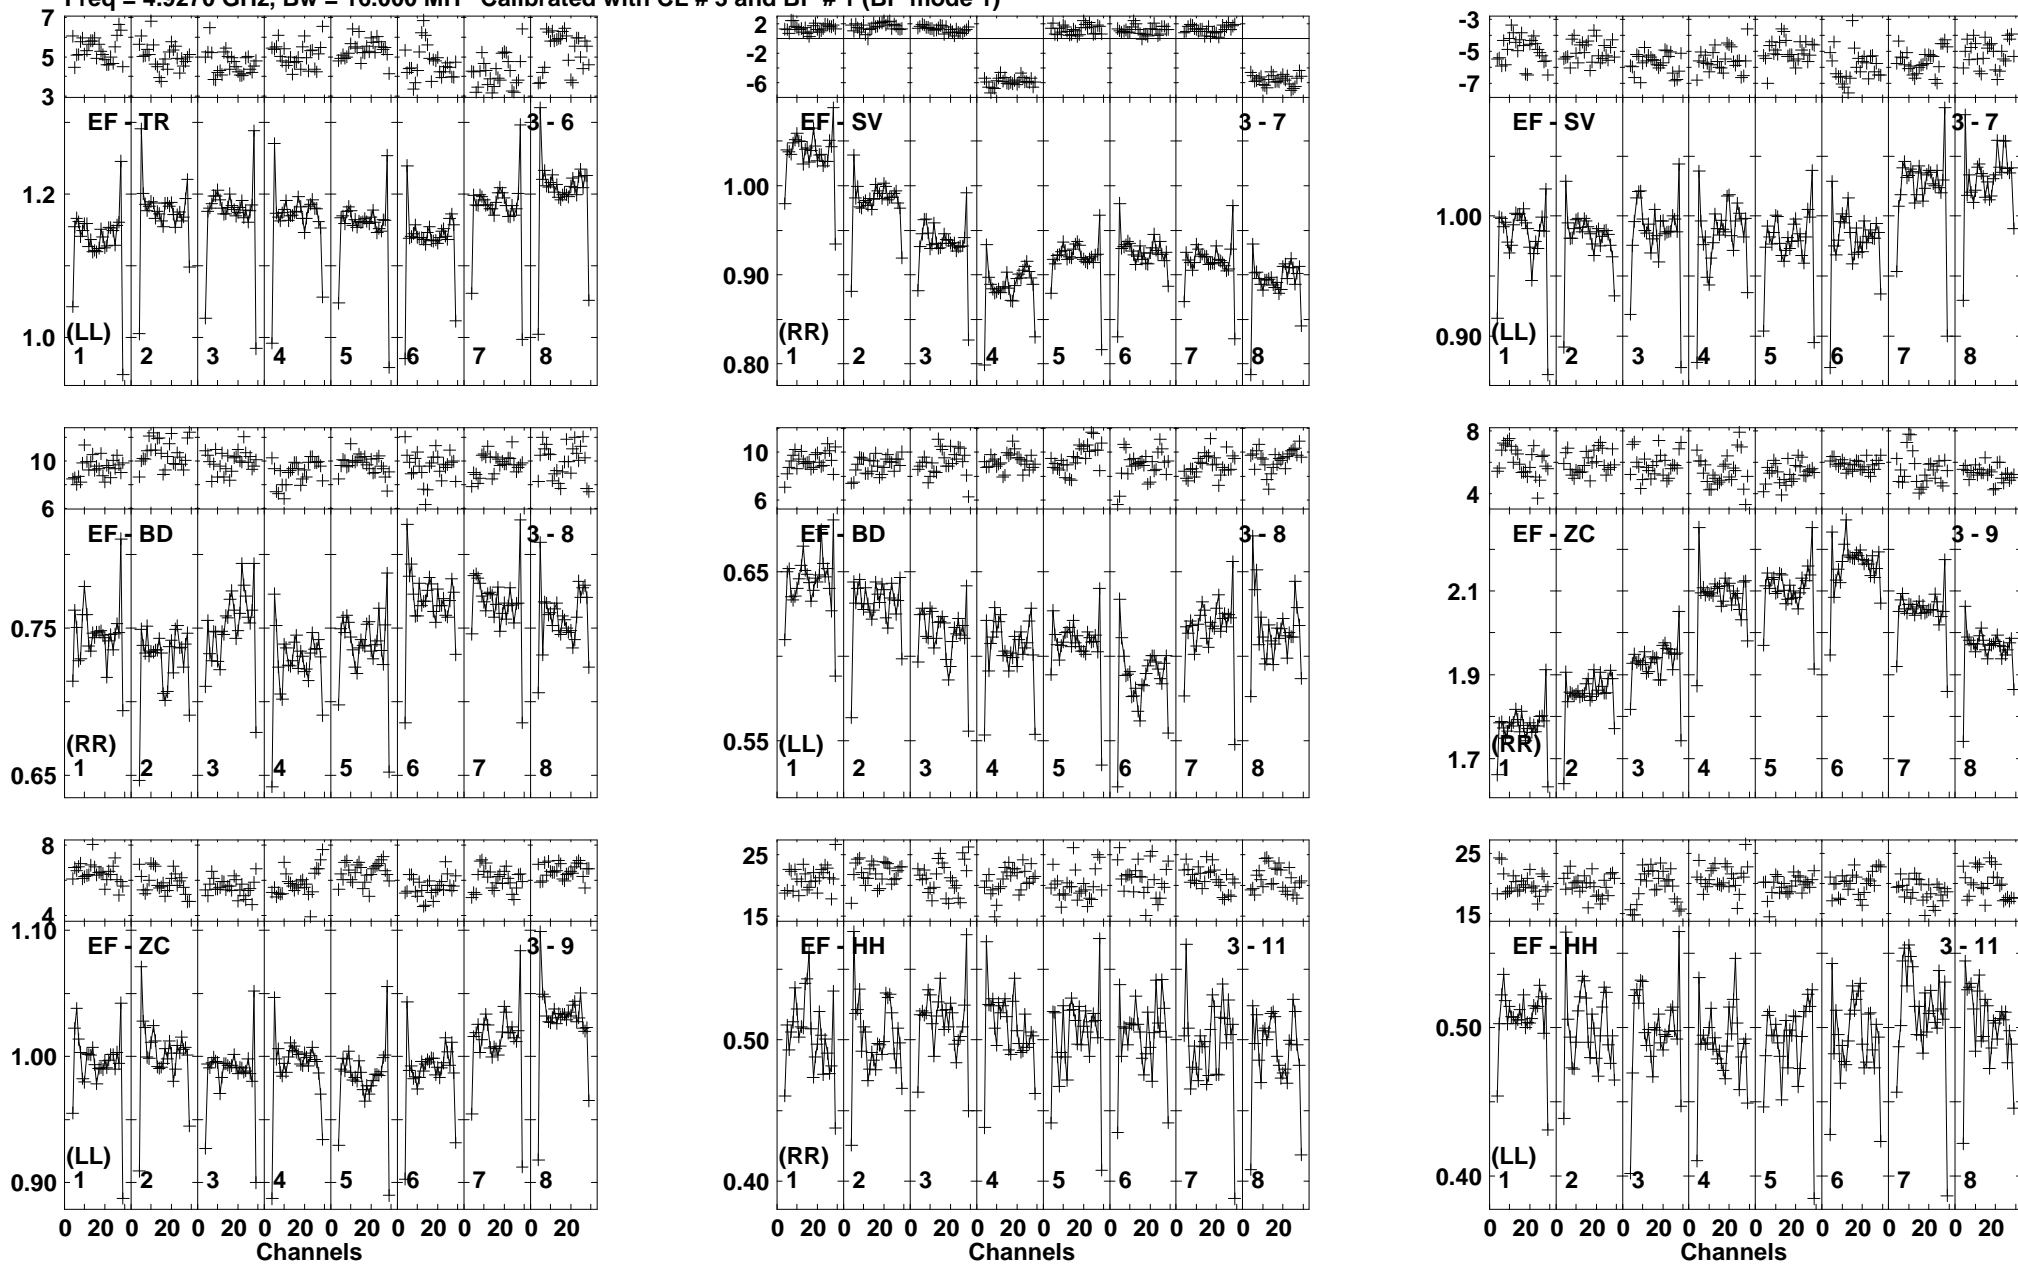 Freq = 4.9270 GHz, Bw = 16.000 MH Calibrated with CL # 3 and BP # 1 (BP mode 1)
7
5
3
EF - TR 3 - 6
1.2
1.0
(LL)
1 2 3 4 5 6 7 8
2
-2
-6
EF - SV 3 - 7
1.00
0.90
0.80
(RR)
1 2 3 4 5 6 7 8
-3
-5
-7
EF - SV 3 - 7
1.00
0.90
(LL)
1 2 3 4 5 6 7 8
10
6
EF - BD 3 - 8
0.75
0.65
(RR)
1 2 3 4 5 6 7 8
10
6
EF - BD 3 - 8
0.65
0.55
(LL)
1 2 3 4 5 6 7 8
8
4
EF - ZC 3 - 9
2.1
1.9
1.7
(RR)
1 2 3 4 5 6 7 8
8
4
1.10
EF - ZC 3 - 9
1.00
0.90
(LL)
1 2 3 4 5 6 7 8
0 20 0 20 0 20 0 20 0 20 0 20 0 20 0 20
Channels
25
15
EF - HH 3 - 11
0.50
0.40
(RR)
1 2 3 4 5 6 7 8
0 20 0 20 0 20 0 20 0 20 0 20 0 20 0 20
25
15
EF - HH 3 - 11
0.50
0.40
(LL)
1 2 3 4 5 6 7 8
0 20 0 20 0 20 0 20 0 20 0 20 0 20 0 20
Channels